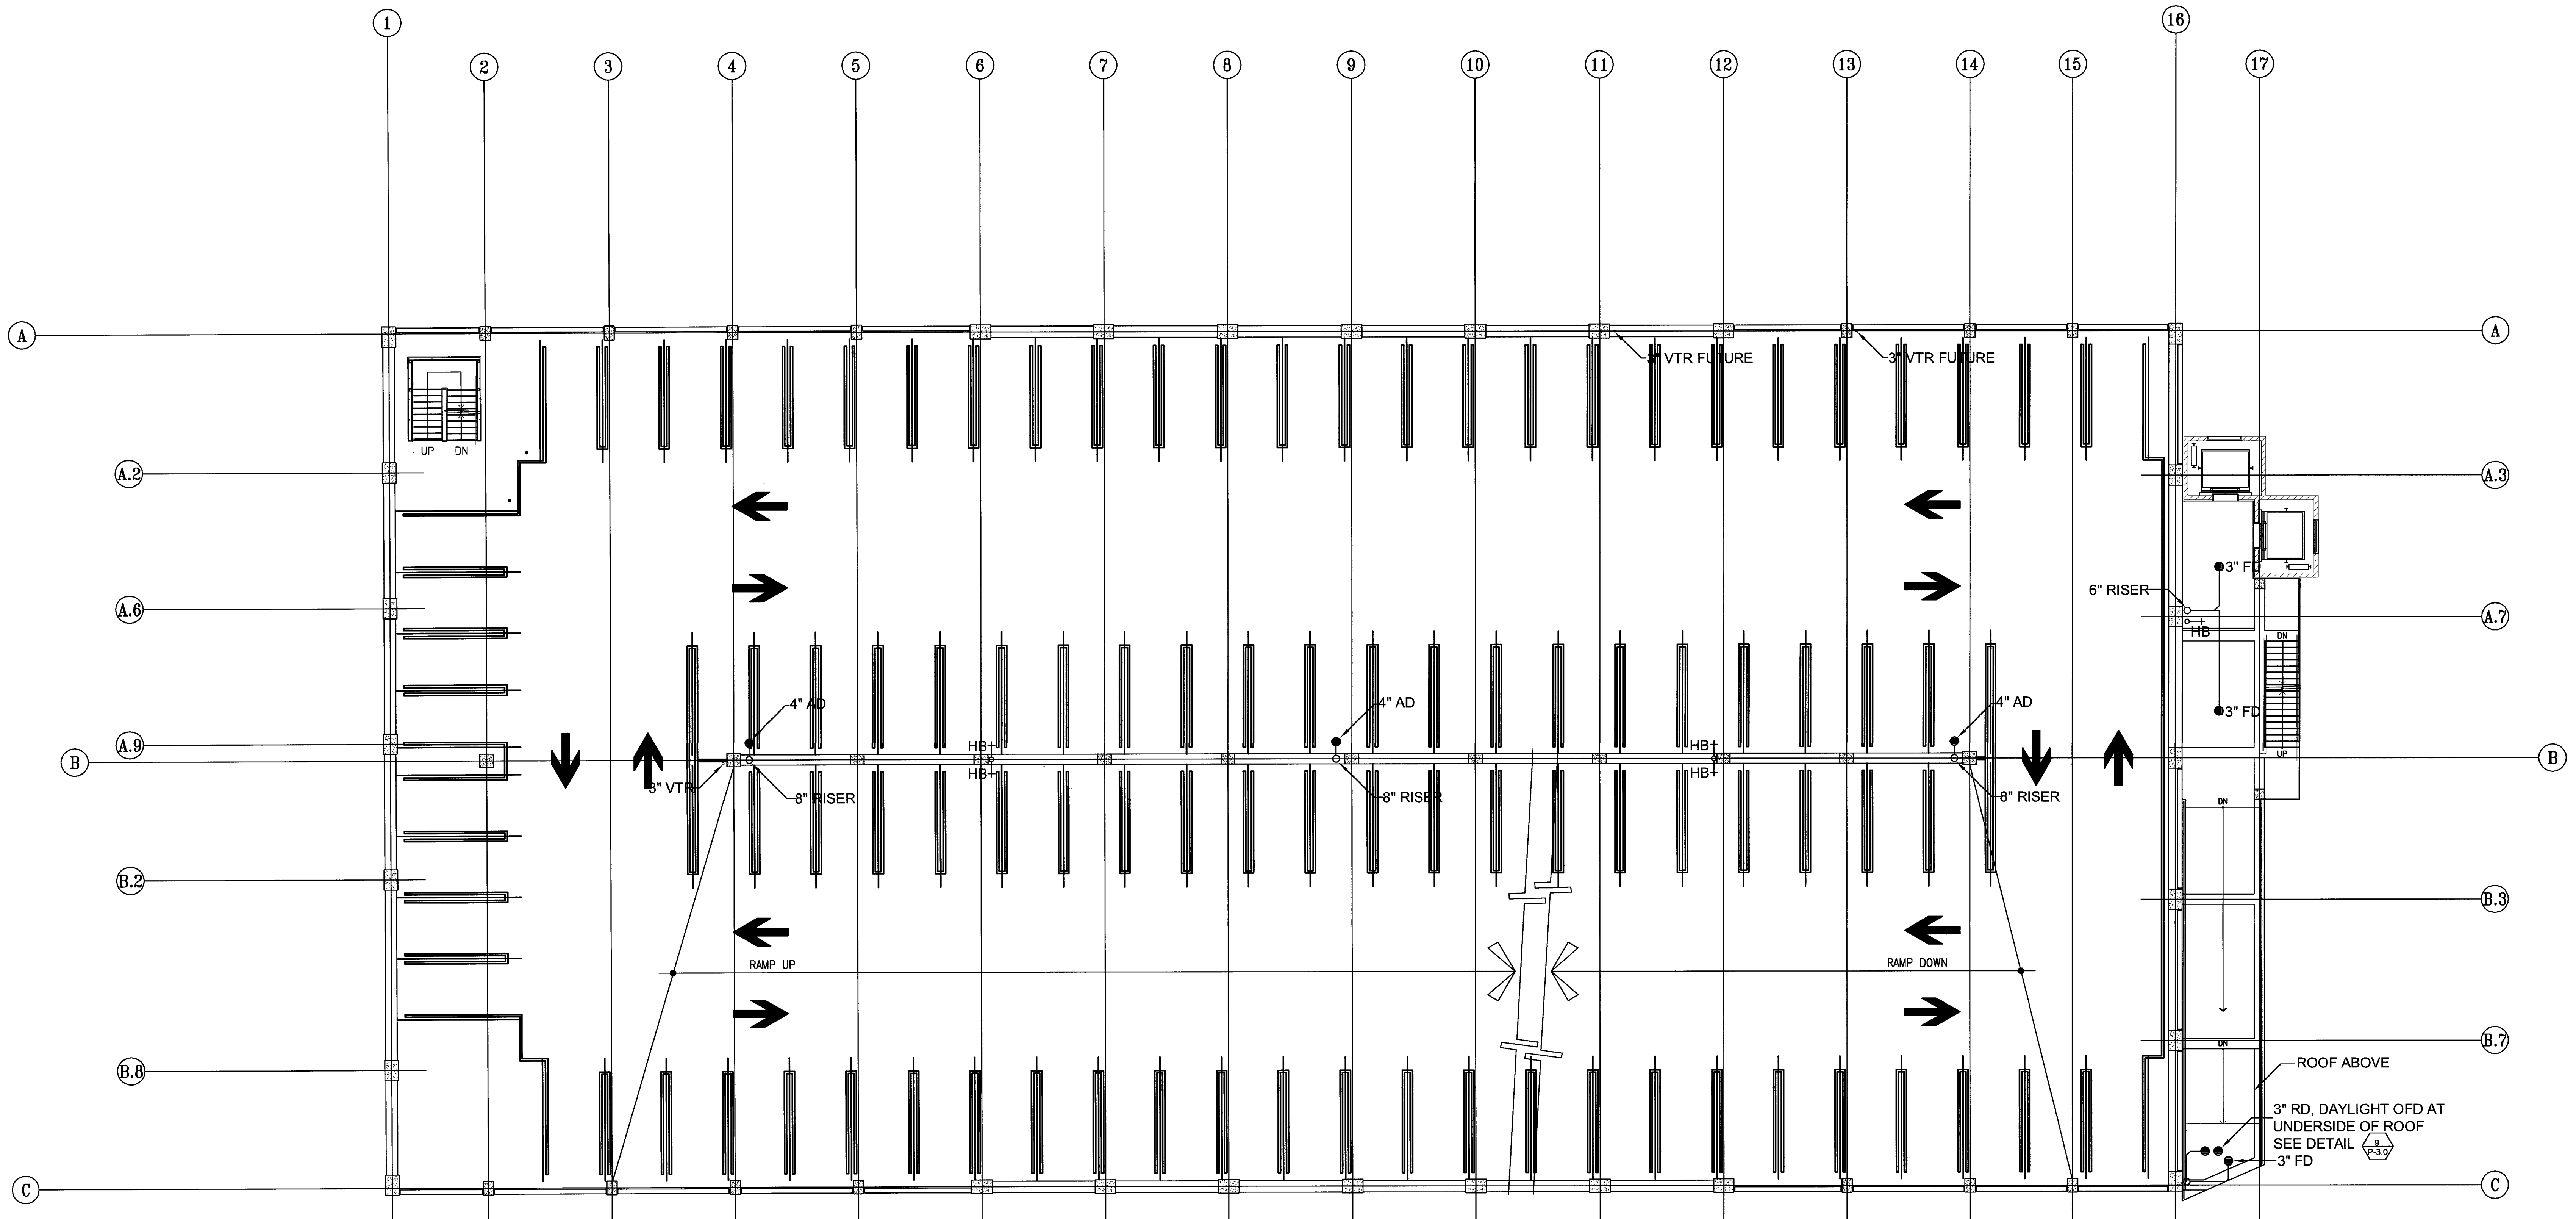 1
16
2
3
4
5
6
7
8
9
10
11
12
13
14
15
17
A
A
3" VTR FUTURE
3" VTR FUTURE
UP
DN
A.2
A.3
3" FD
6" RISER
A.6
A.7
HB
DN
4" AD
4" AD
4" AD
3" FD
A.9
HB
HB
B
B
UP
HB
HB
3" VTR
8" RISER
8" RISER
8" RISER
DN
B.2
B.3
RAMP UP
RAMP DOWN
B.7
DN
B.8
ROOF ABOVE
3" RD, DAYLIGHT OFD AT
UNDERSIDE OF ROOF
SEE DETAIL 9
P-3.0
3" FD
C
C